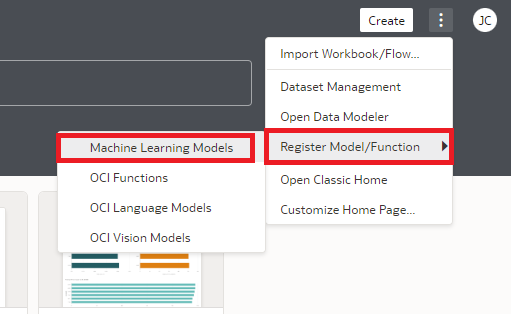 Create
JC
Import Workbook/Flow...
Dataset Management
Open Data Modeler
Register Model/Function
Open Classic Home
Customize Home Page...
Machine Learning Models
OCI Functions
OCI Language Models
OCI Vision Models